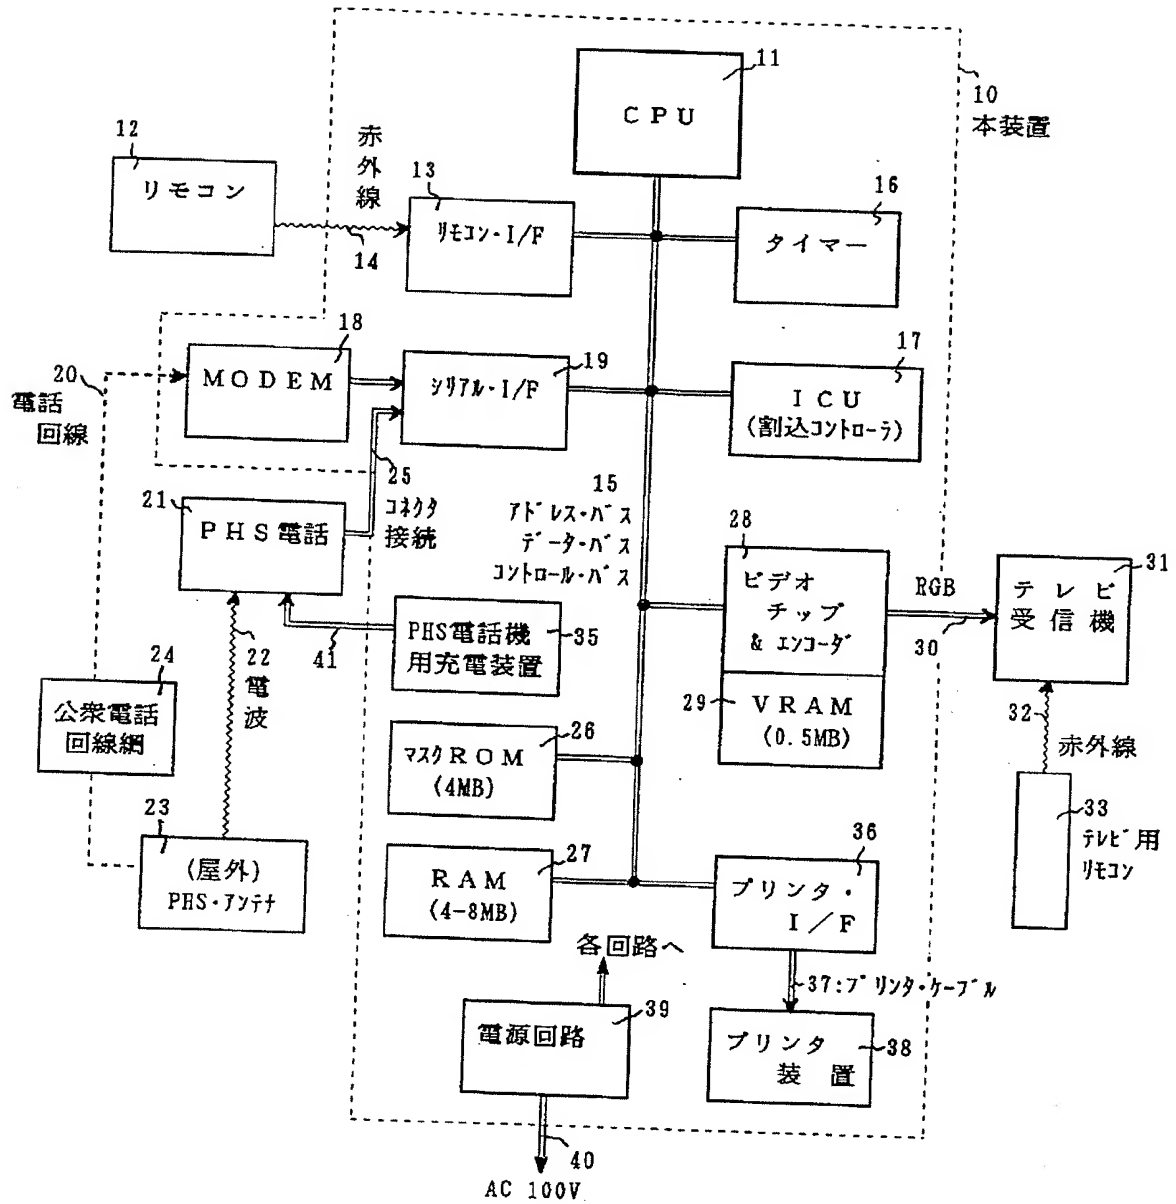 11
CPU
10
本装置
12
リモコン
赤外線
14
13
リモコン・I/F
16
タイマー
20
電話
回線
18
MODEM
19
シリアル・I/F
17
ICU
(割込コントローラ)
25
コネクタ
接続
21
PHS電話
15
アドレス・バス
データ・バス
コントロール・バス
28
ビデオ
チップ
& エンコーダ
29
VRAM
(0.5MB)
RGB
30
31
テレビ
受信機
32
赤外線
33
テレビ用
リモコン
22
電波
41
PHS電話機
用充電装置
35
24
公衆電話
回線網
26
マスクROM
(4MB)
23
(屋外)
PHS・アンテナ
27
RAM
(4-8MB)
36
プリンタ・
I/F
各回路へ
37:プリンタ・ケーブル
39
電源回路
プリンタ
装置
38
40
AC 100V